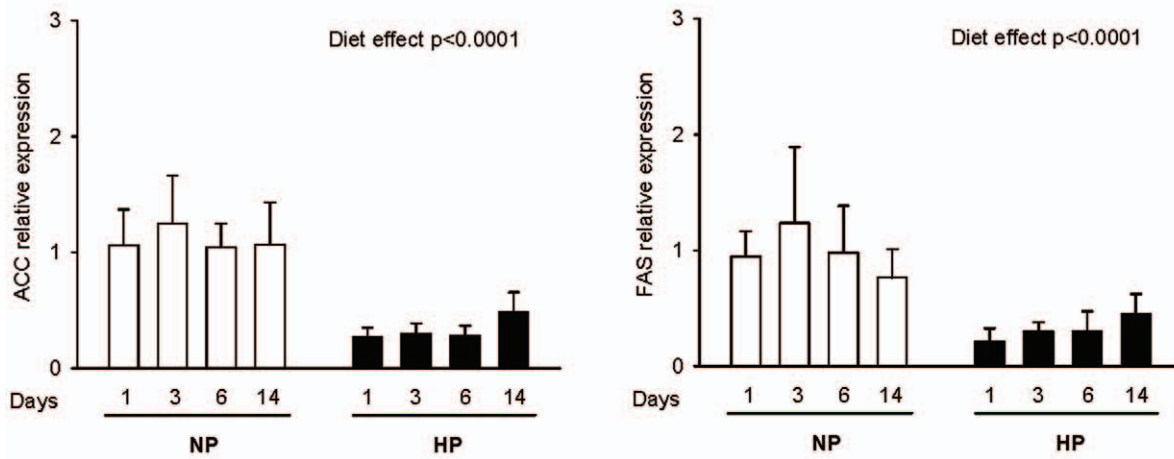 3
Diet effect p<0.0001
2
ACC relative expression
1
0
Days 1 3 6 14 1 3 6 14
NP HP
3
Diet effect p<0.0001
2
FAS relative expression
1
0
Days 1 3 6 14 1 3 6 14
NP HP